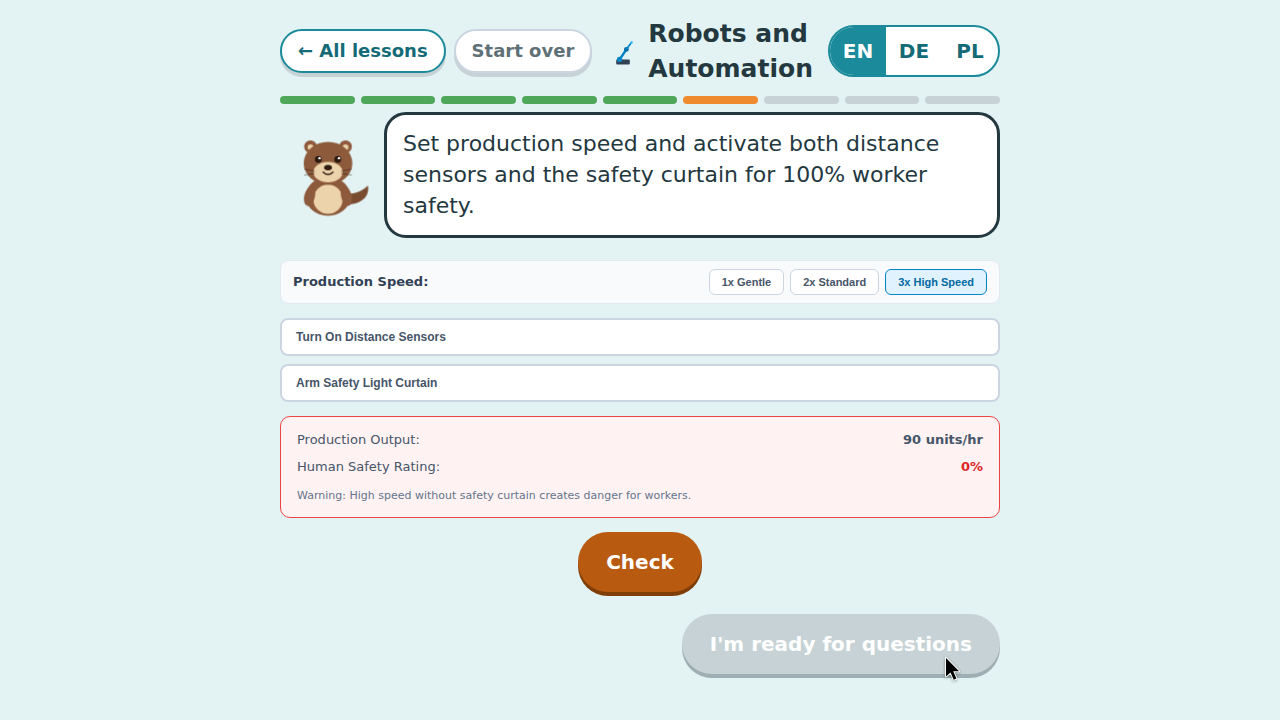 ← All lessons
Start over
Robots and
Automation
EN
DE
PL
Set production speed and activate both distance
sensors and the safety curtain for 100% worker
safety.
Production Speed:
1x Gentle
2x Standard
3x High Speed
Turn On Distance Sensors
Arm Safety Light Curtain
Production Output:
90 units/hr
Human Safety Rating:
0%
Warning: High speed without safety curtain creates danger for workers.
Check
I'm ready for questions